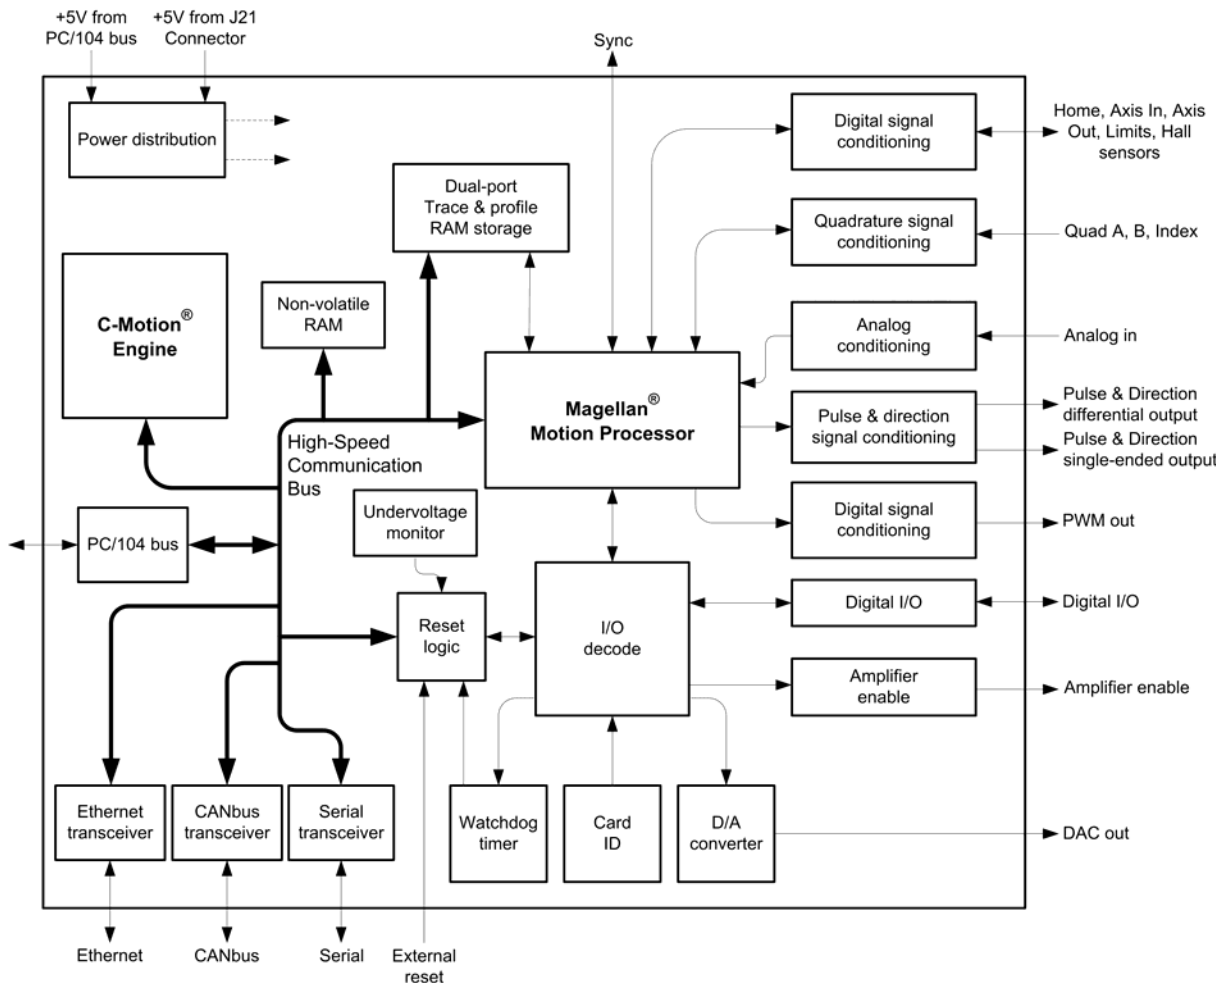 +5V from
PC/104 bus
+5V from J21
Connector
Sync
Power distribution
Digital signal
conditioning
Home, Axis In, Axis
Out, Limits, Hall
sensors
Dual-port
Trace & profile
RAM storage
Quadrature signal
conditioning
Quad A, B, Index
C-Motion®
Engine
Non-volatile
RAM
Analog
conditioning
Analog in
Magellan®
Motion Processor
Pulse & direction
signal conditioning
Pulse & Direction
differential output
Pulse & Direction
single-ended output
High-Speed
Communication
Bus
Undervoltage
monitor
Digital signal
conditioning
PWM out
PC/104 bus
Reset
logic
I/O
decode
Digital I/O
Digital I/O
Amplifier
enable
Amplifier enable
Ethernet
transceiver
CANbus
transceiver
Serial
transceiver
Watchdog
timer
Card
ID
D/A
converter
DAC out
Ethernet
CANbus
Serial
External
reset